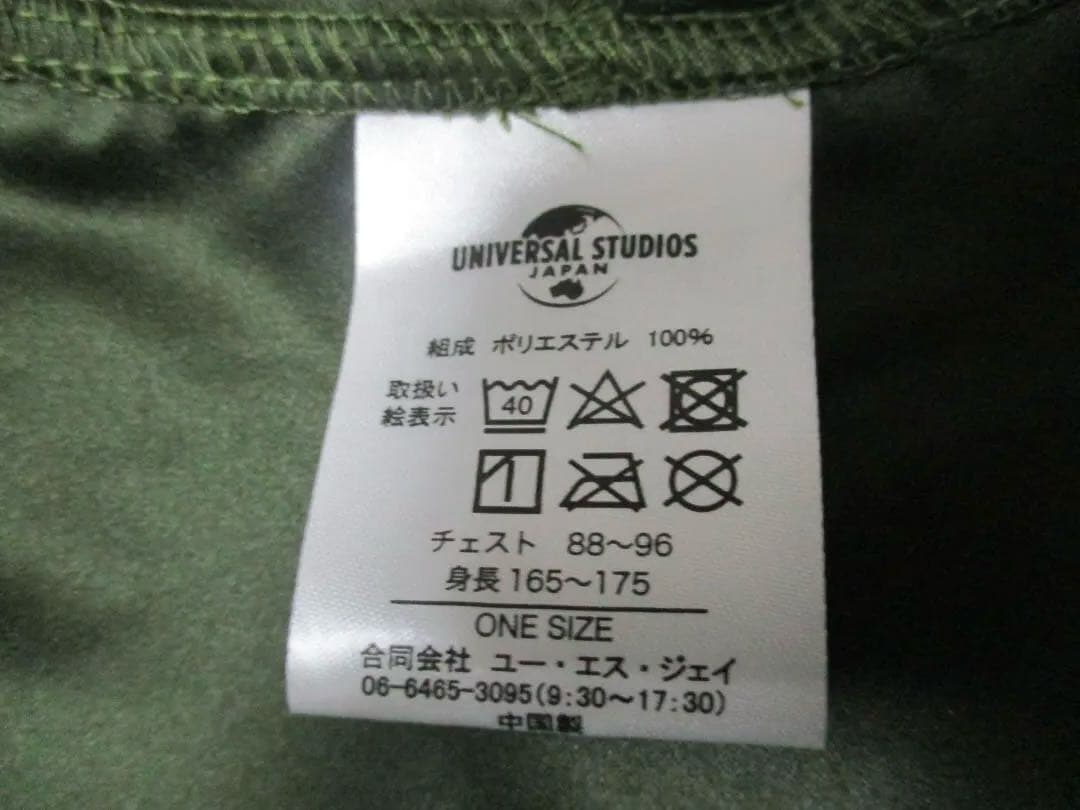 UNIVERSAL STUDIOS
JAPAN
組成 ポリエステル 100%
取扱い
絵表示
40
チェスト 88～96
身長 165～175
ONE SIZE
合同会社 ユー・エス・ジェイ
06-6465-3095(9:30～17:30)
中国製